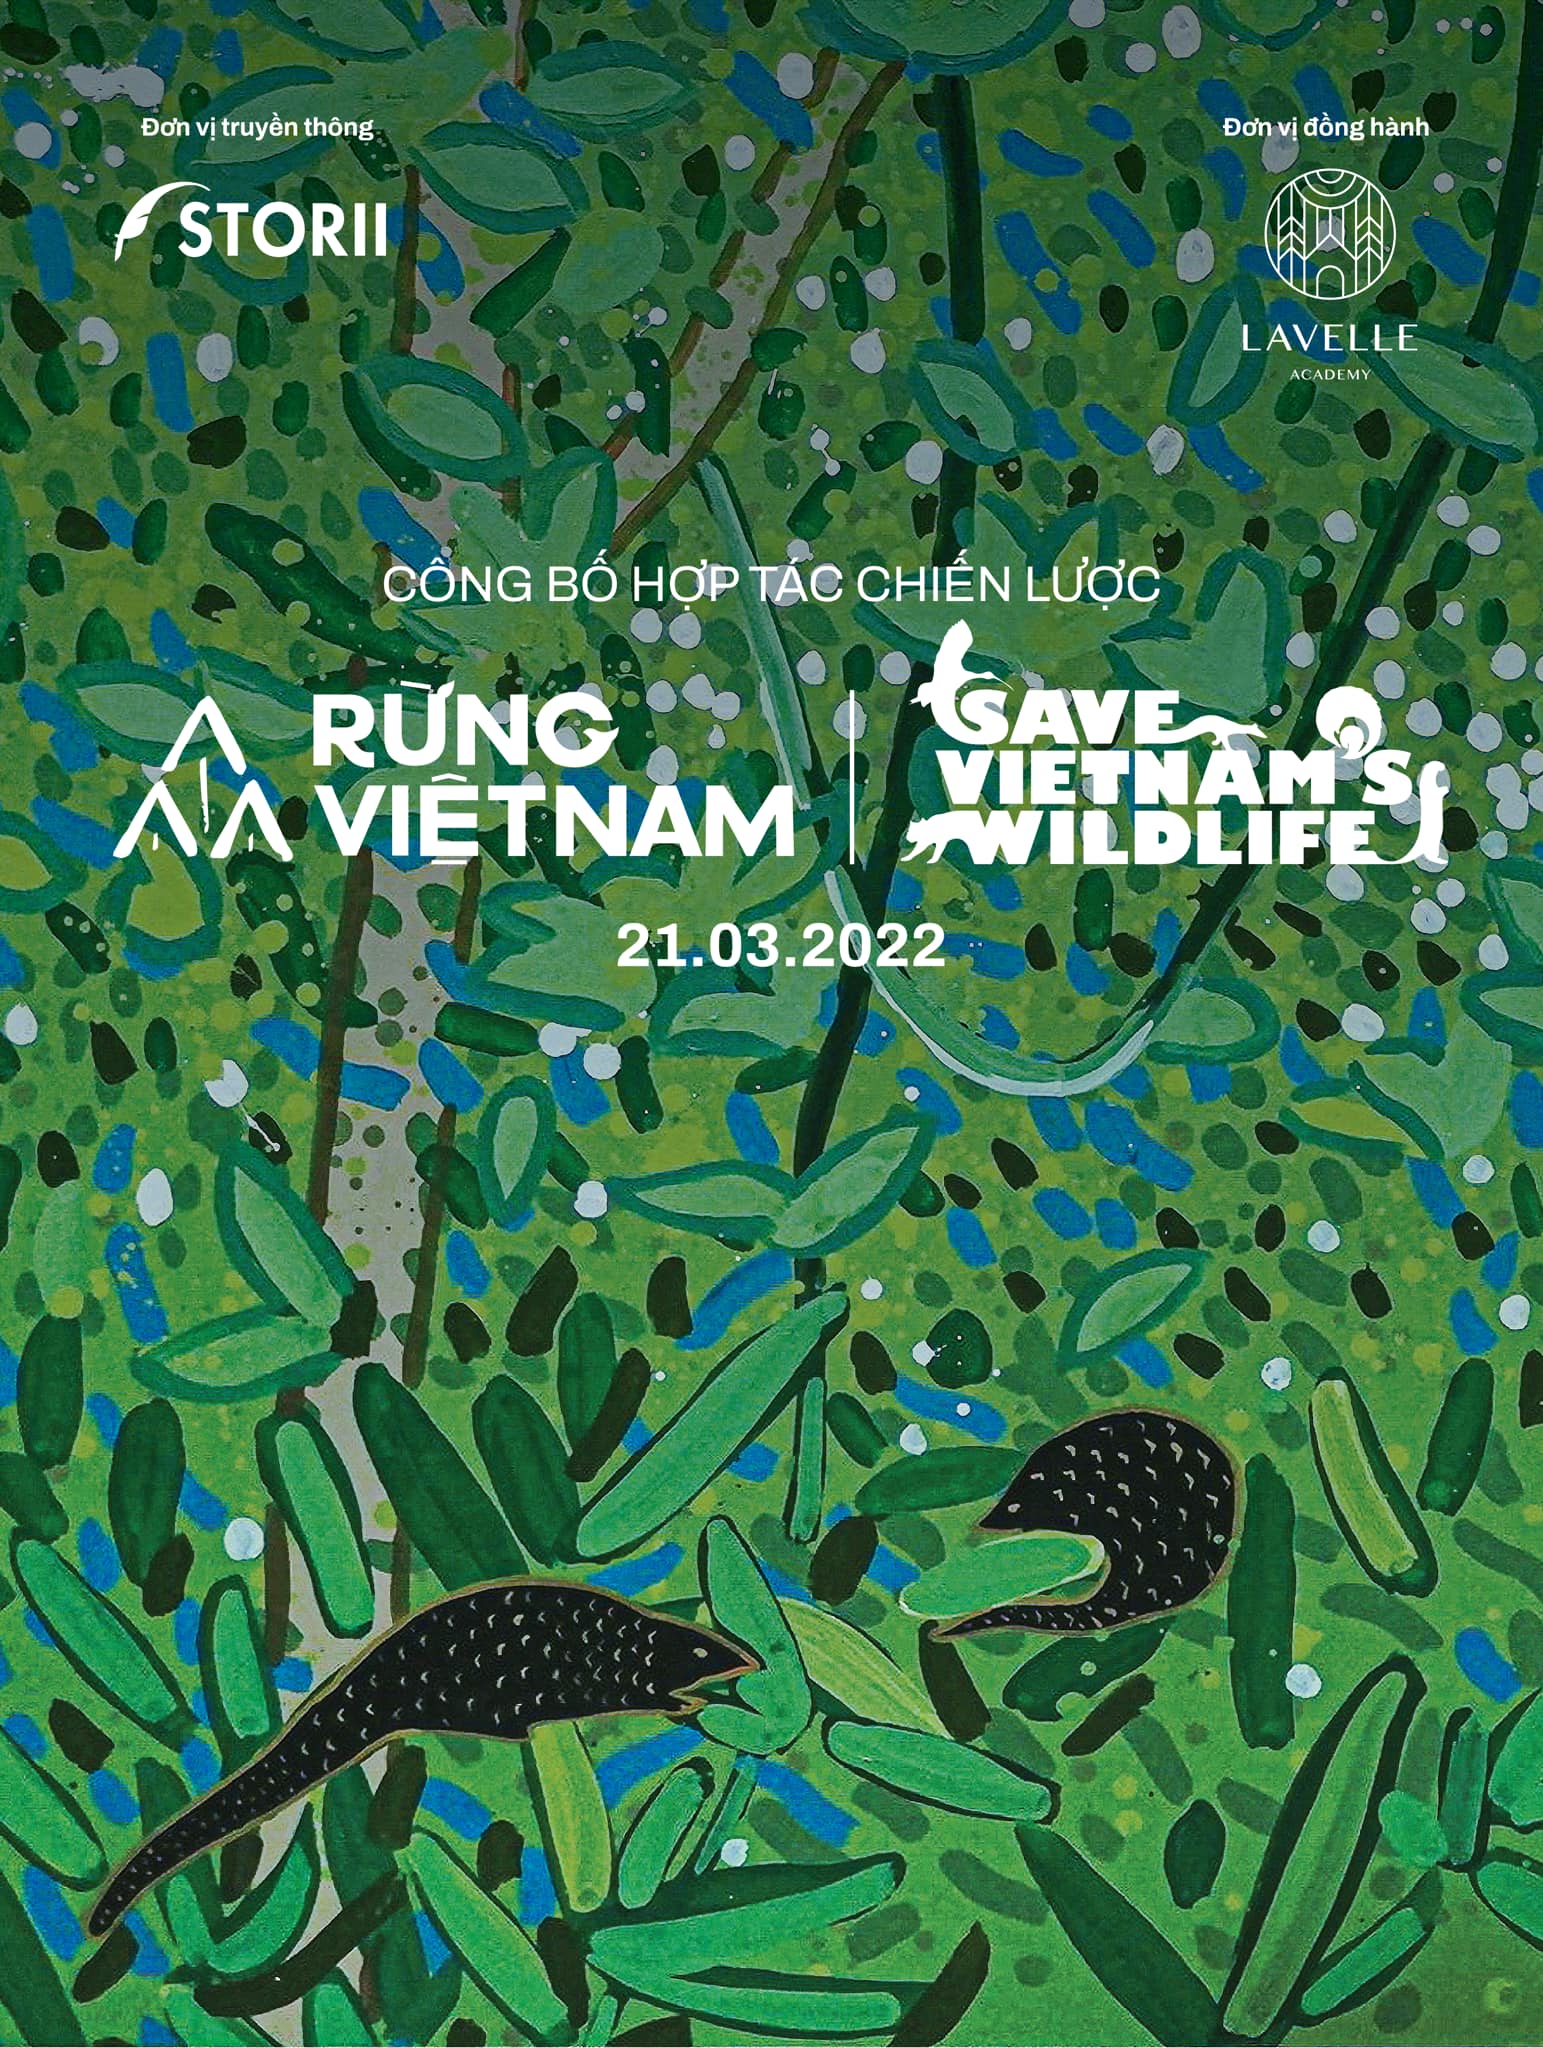 Đơn vị truyền thông
STORII
Đơn vị đồng hành
LAVELLE
ACADEMY
CÔNG BỐ HỢP TÁC CHIẾN LƯỢC
RỪNG
VIỆTNAM
SAVE
VIETNAM'S
WILDLIFE
21.03.2022